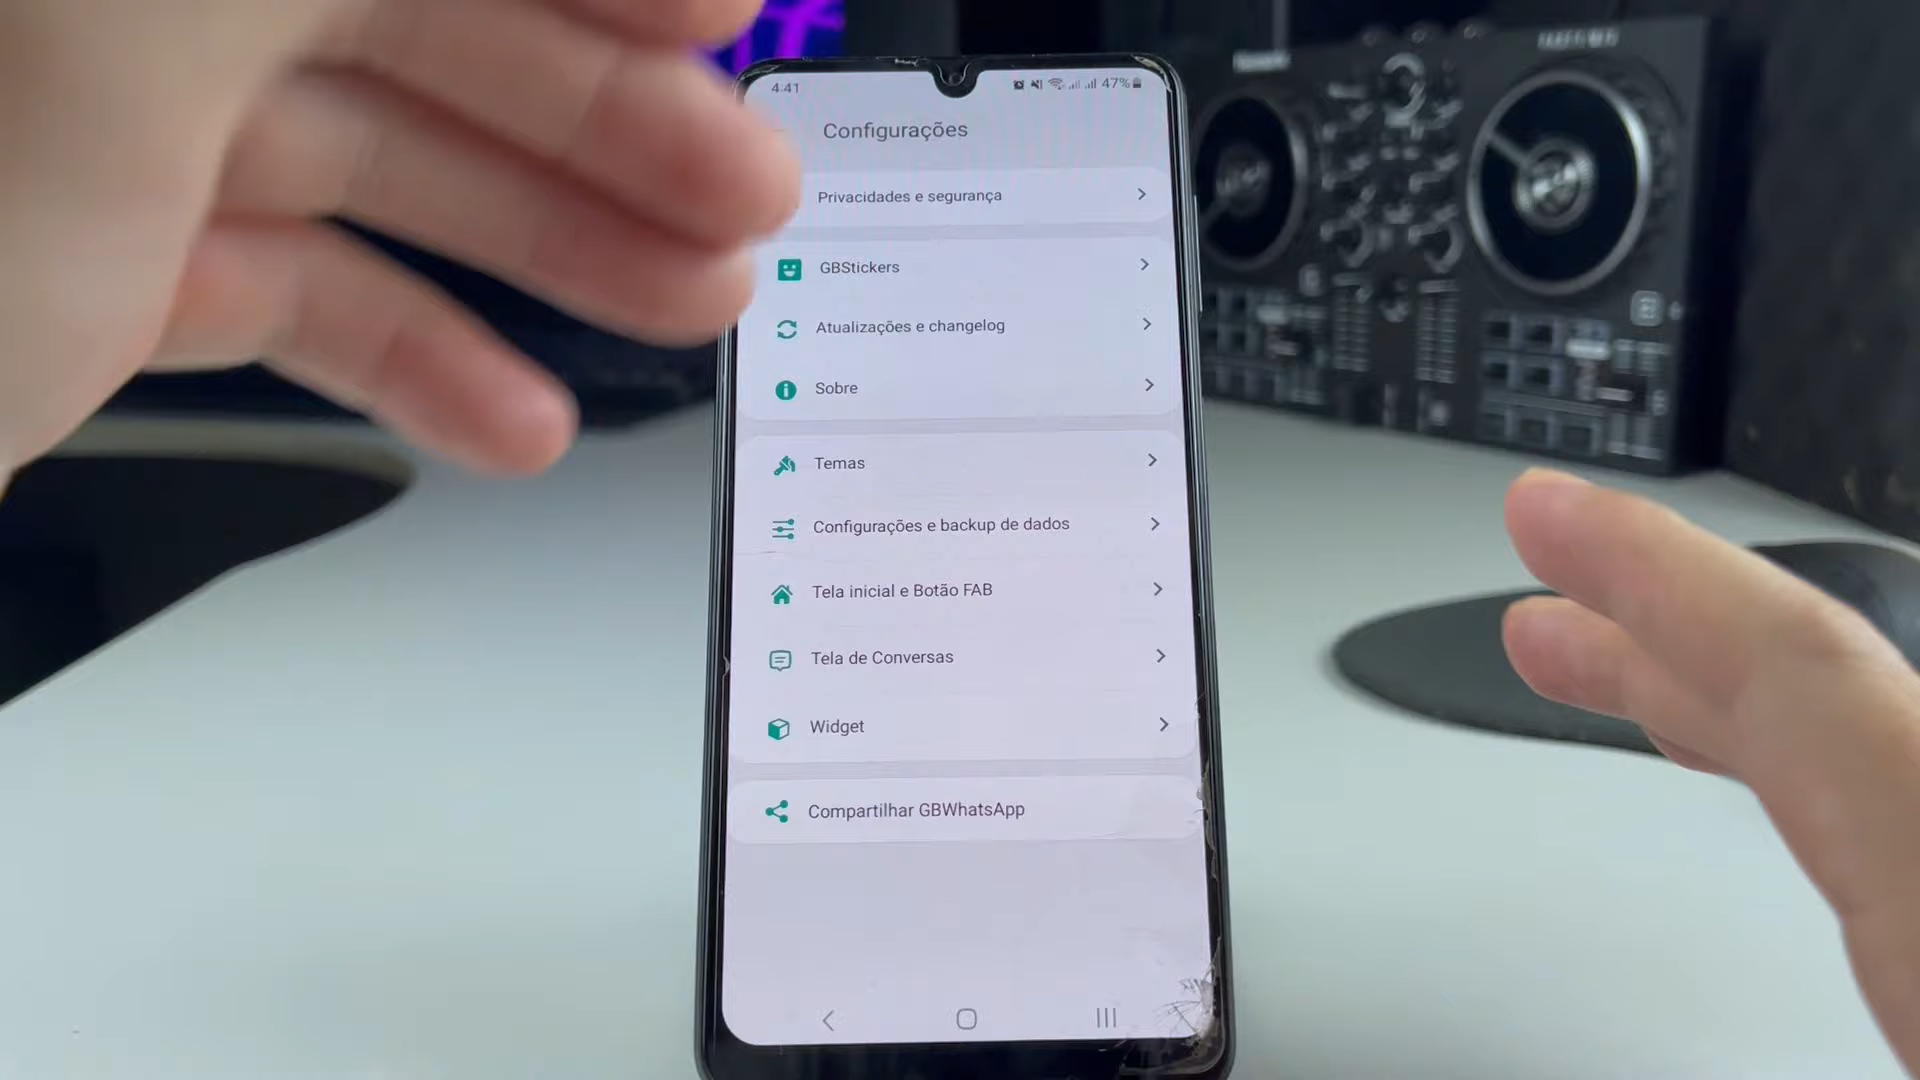 4.41
47%
Configurações
Privacidades e segurança
GBStickers
Atualizações e changelog
Sobre
Temas
Configurações e backup de dados
Tela inicial e Botão FAB
Tela de Conversas
Widget
Compartilhar GBWhatsApp